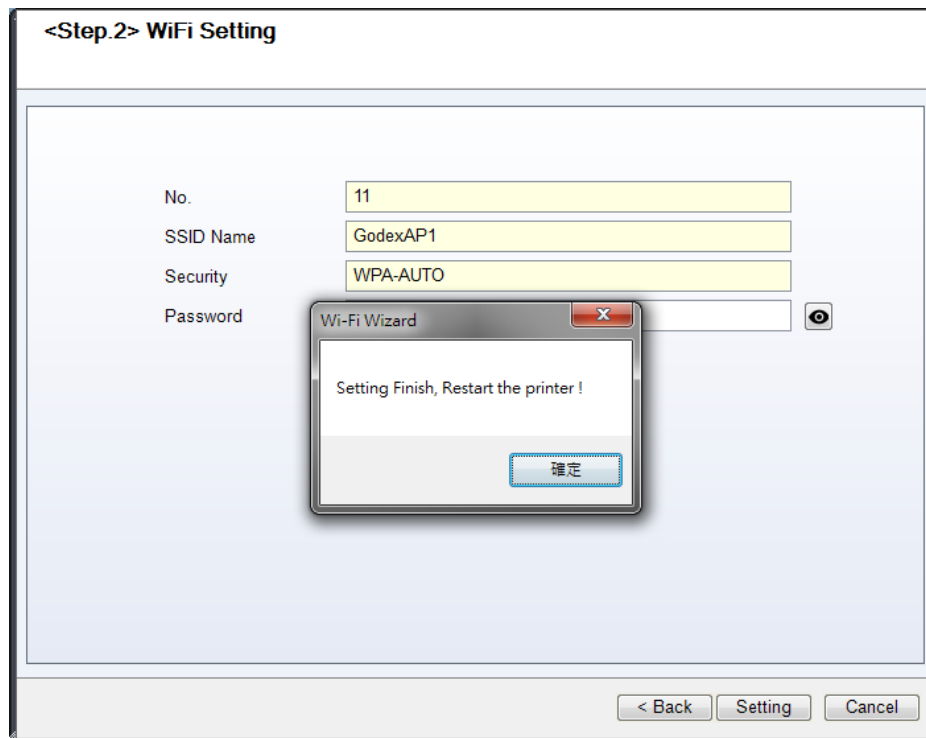 <Step.2> WiFi Setting
No.
11
SSID Name
GodexAP1
Security
WPA-AUTO
Password
Wi-Fi Wizard
Setting Finish, Restart the printer !
確定
< Back
Setting
Cancel